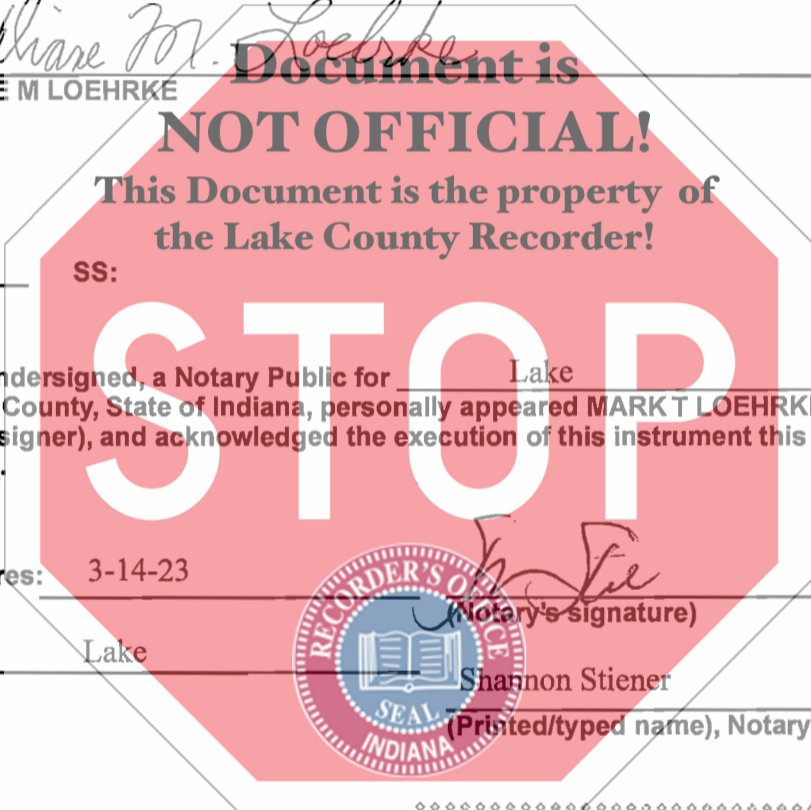 Diane M. Loehrke
E M LOEHRKE
Document is
NOT OFFICIAL!
This Document is the property of
the Lake County Recorder!
SS:
STOP
ndersigned, a Notary Public for Lake
County, State of Indiana, personally appeared MARK T LOEHRK
signer), and acknowledged the execution of this instrument this
res: 3-14-23
(Notary's signature)
RECORDER'S OFFICE
SEAL
INDIANA
Lake
Shannon Stiener
(Printed/typed name), Notary